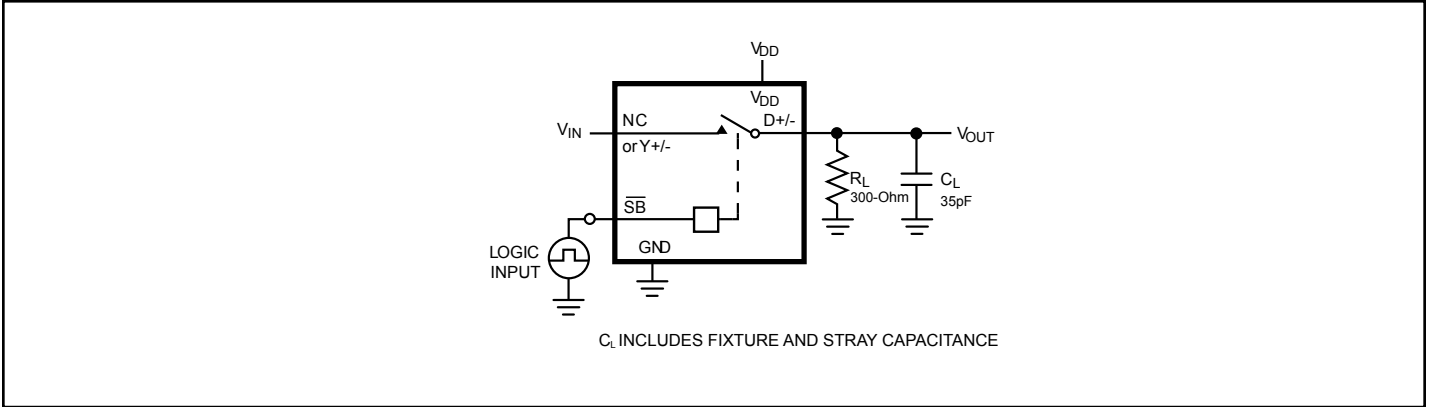 VDD
VDD
VIN
NC
D+/-
VOUT
or Y+/-
RL
300-Ohm
CL
35pF
SB
LOGIC
INPUT
GND
CL INCLUDES FIXTURE AND STRAY CAPACITANCE